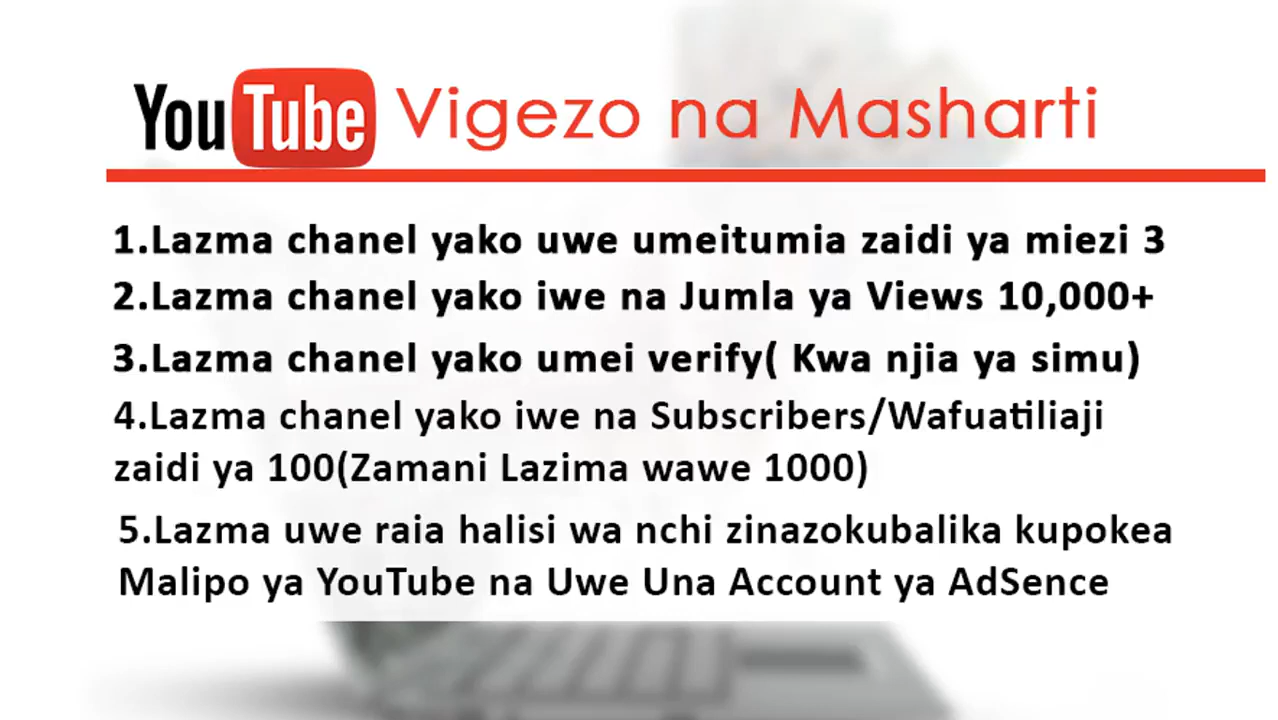 YouTube Vigezo na Masharti
1.Lazma chanel yako uwe umeitumia zaidi ya miezi 3
2.Lazma chanel yako iwe na Jumla ya Views 10,000+
3.Lazma chanel yako umei verify( Kwa njia ya simu)
4.Lazma chanel yako iwe na Subscribers/Wafuatiliaji
zaidi ya 100(Zamani Lazima wawe 1000)
5.Lazma uwe raia halisi wa nchi zinazokubalika kupokea
Malipo ya YouTube na Uwe Una Account ya AdSence